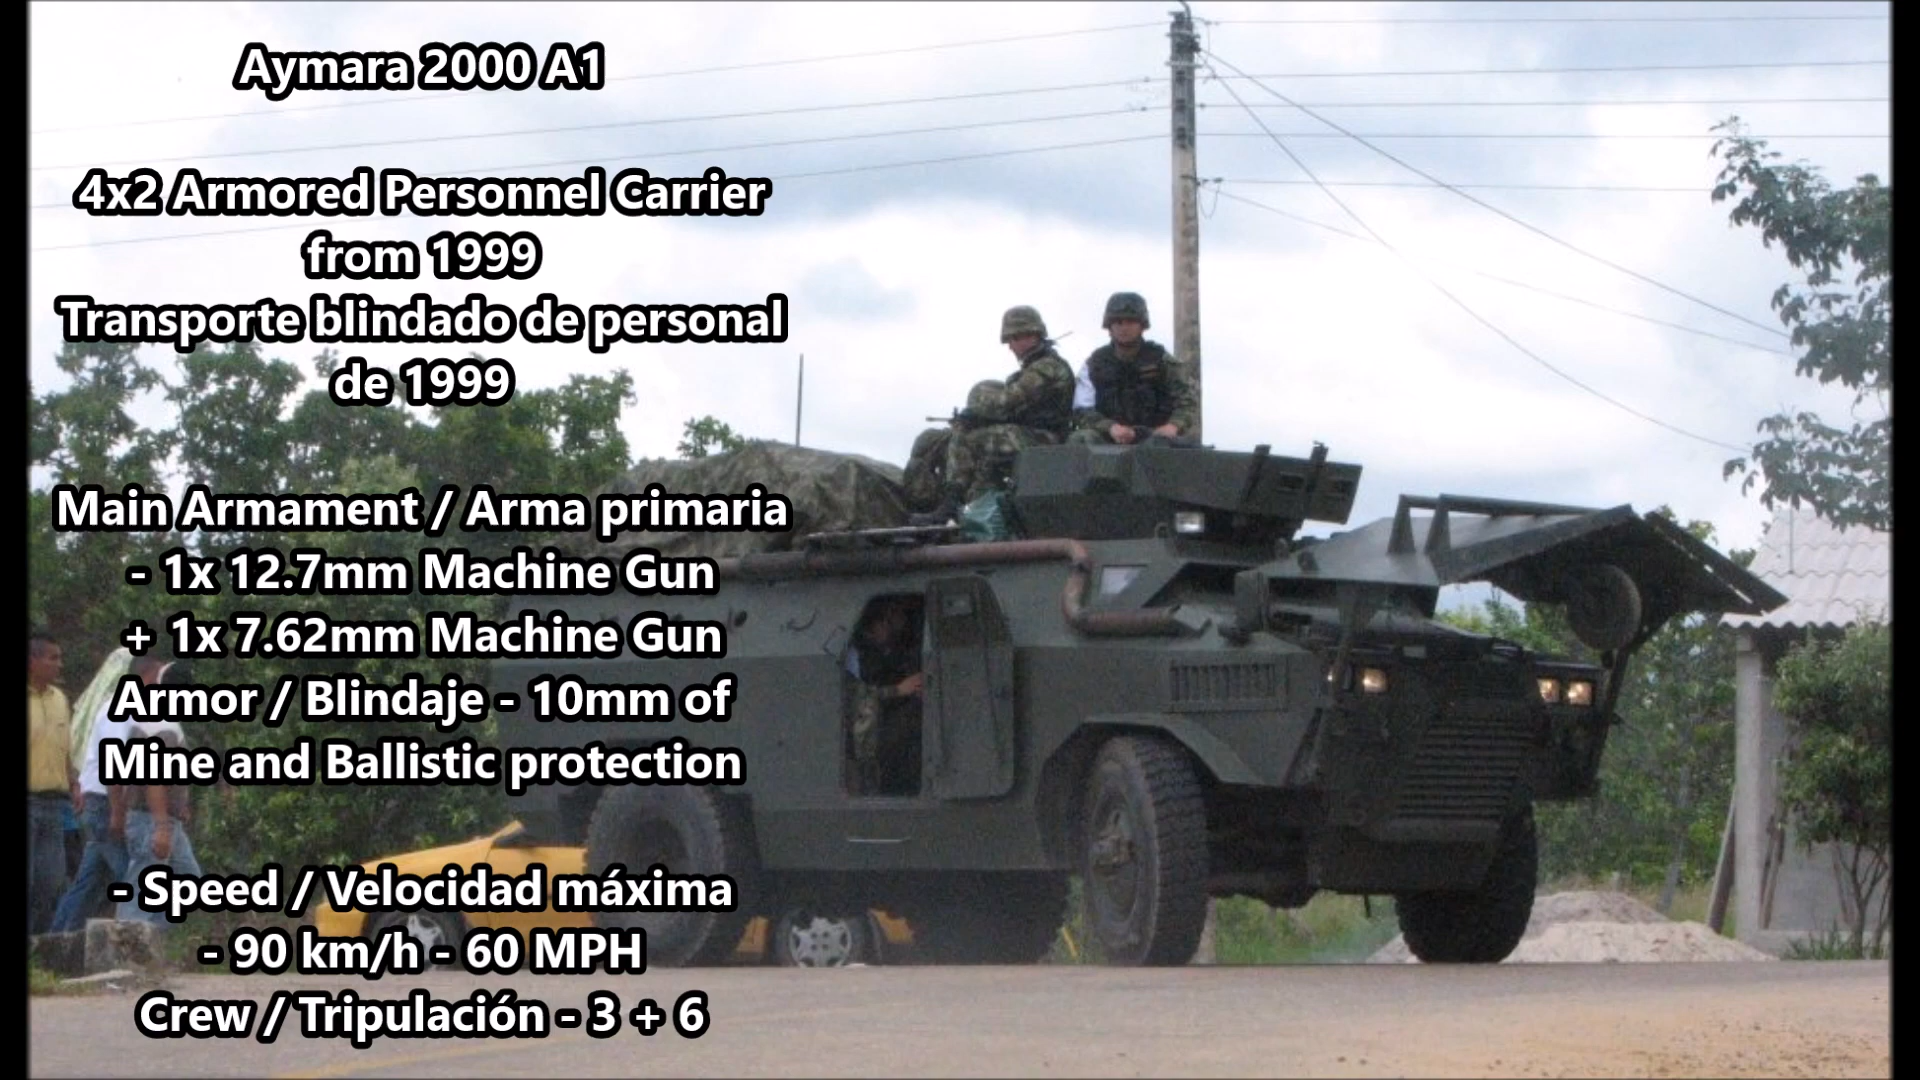 Aymara 2000 A1
4x2 Armored Personnel Carrier
from 1999
Transporte blindado de personal
de 1999
Main Armament / Arma primaria
- 1x 12.7mm Machine Gun
+ 1x 7.62mm Machine Gun
Armor / Blindaje - 10mm of
Mine and Ballistic protection
- Speed / Velocidad máxima
- 90 km/h - 60 MPH
Crew / Tripulación - 3 + 6